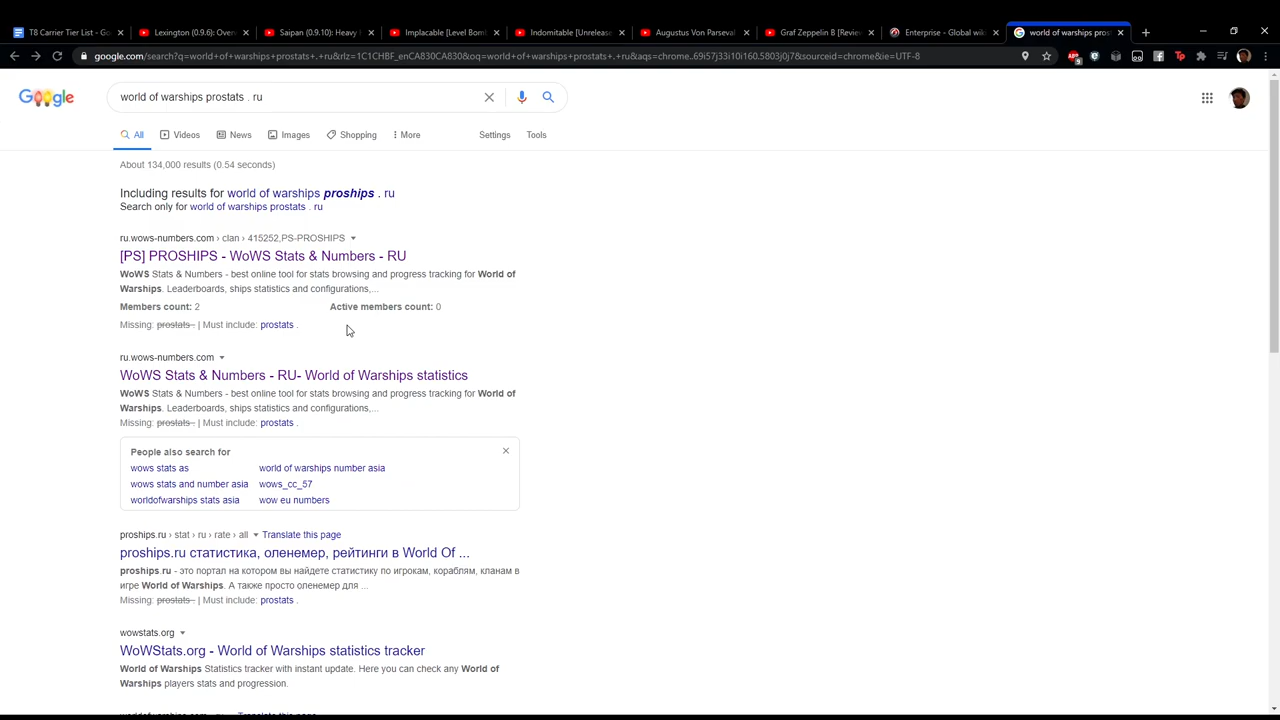 T8 Carrier Tier List - Go
Lexington (0.9.6): Over
Saipan (0.9.10): Heavy
Implacable [Level Bom
Indomitable [Unrelease
Augustus Von Parseval
Graf Zeppelin B [Review
Enterprise - Global wiki
world of warships prost
google.com/search?q=world+of+warships+prostats+.+ru&rlz=1C1CHBF_enCA830CA830&oq=world+of+warships+prostats+.+ru&aqs=chrome..69i57j33i10i160.5803j0j7&sourceid=chrome&ie=UTF-8
Google
world of warships prostats . ru
All
Videos
News
Images
Shopping
More
Settings
Tools
About 134,000 results (0.54 seconds)
Including results for world of warships proships . ru
Search only for world of warships prostats . ru
ru.wows-numbers.com › clan › 415252,PS-PROSHIPS
[PS] PROSHIPS - WoWS Stats & Numbers - RU
WoWS Stats & Numbers - best online tool for stats browsing and progress tracking for World of
Warships. Leaderboards, ships statistics and configurations,...
Members count: 2
Active members count: 0
Missing: prostats . | Must include: prostats .
ru.wows-numbers.com
WoWS Stats & Numbers - RU- World of Warships statistics
WoWS Stats & Numbers - best online tool for stats browsing and progress tracking for World of
Warships. Leaderboards, ships statistics and configurations,...
Missing: prostats . | Must include: prostats .
People also search for
wows stats as
world of warships number asia
wows stats and number asia
wows_cc_57
worldofwarships stats asia
wow eu numbers
proships.ru › stat › ru › rate › all
Translate this page
proships.ru статистика, оленемер, рейтинги в World Of ...
proships.ru - это портал на котором вы найдете статистику по игрокам, кораблям, кланам в
игре World of Warships. А также просто оленемер для ...
Missing: prostats . | Must include: prostats .
wowstats.org
WoWStats.org - World of Warships statistics tracker
World of Warships Statistics tracker with instant update. Here you can check any World of
Warships players stats and progression.